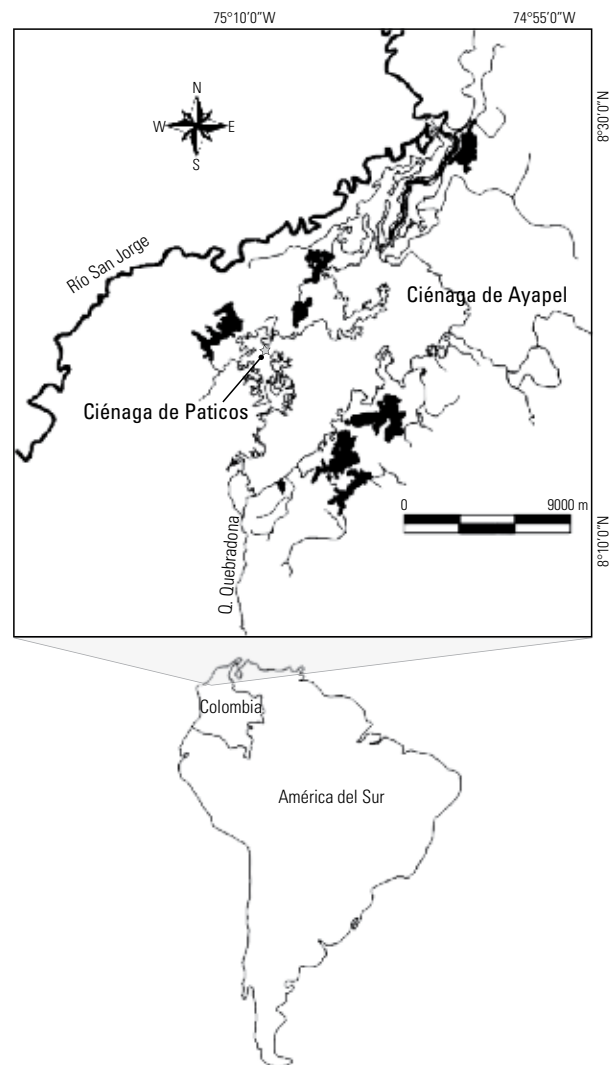 75°10'0"W
74°55'0"W
N
W
E
S
8°30'0"N
Río San Jorge
Ciénaga de Ayapel
Ciénaga de Paticos
0
9000 m
8°10'0"N
Q. Quebradona
Colombia
América del Sur